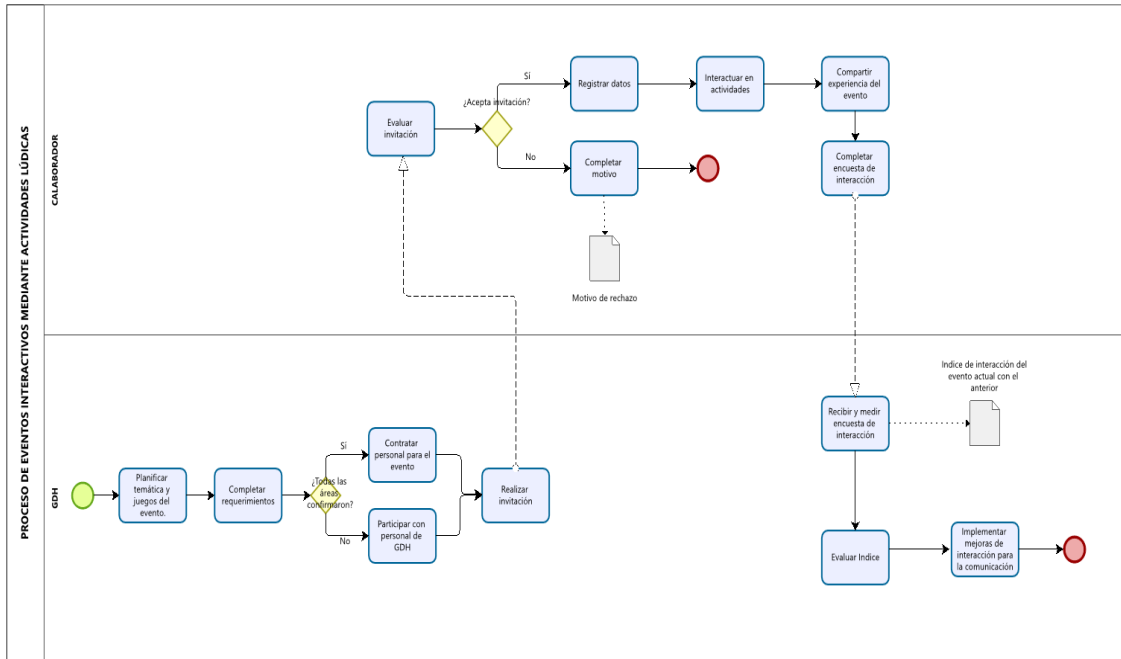 PROCESO DE EVENTOS INTERACTIVOS MEDIANTE ACTIVIDADES LÚDICAS
CALABORADOR
Evaluar
invitación
¿Acepta invitación?
Si
Registrar datos
Interactuar en
actividades
Compartir
experiencia del
evento
No
Completar
motivo
Completar
encuesta de
interacción
Motivo de rechazo
GDH
Planificar
temática y
juegos del
evento.
Completar
requerimientos
¿Todas las
áreas
confirmaron?
Sí
Contratar
personal para el
evento
No
Participar con
personal de
GDH
Realizar
invitación
Recibir y medir
encuesta de
interacción
Indice de interacción del
evento actual con el
anterior
Evaluar Indice
Implementar
mejoras de
interacción para
la comunicación